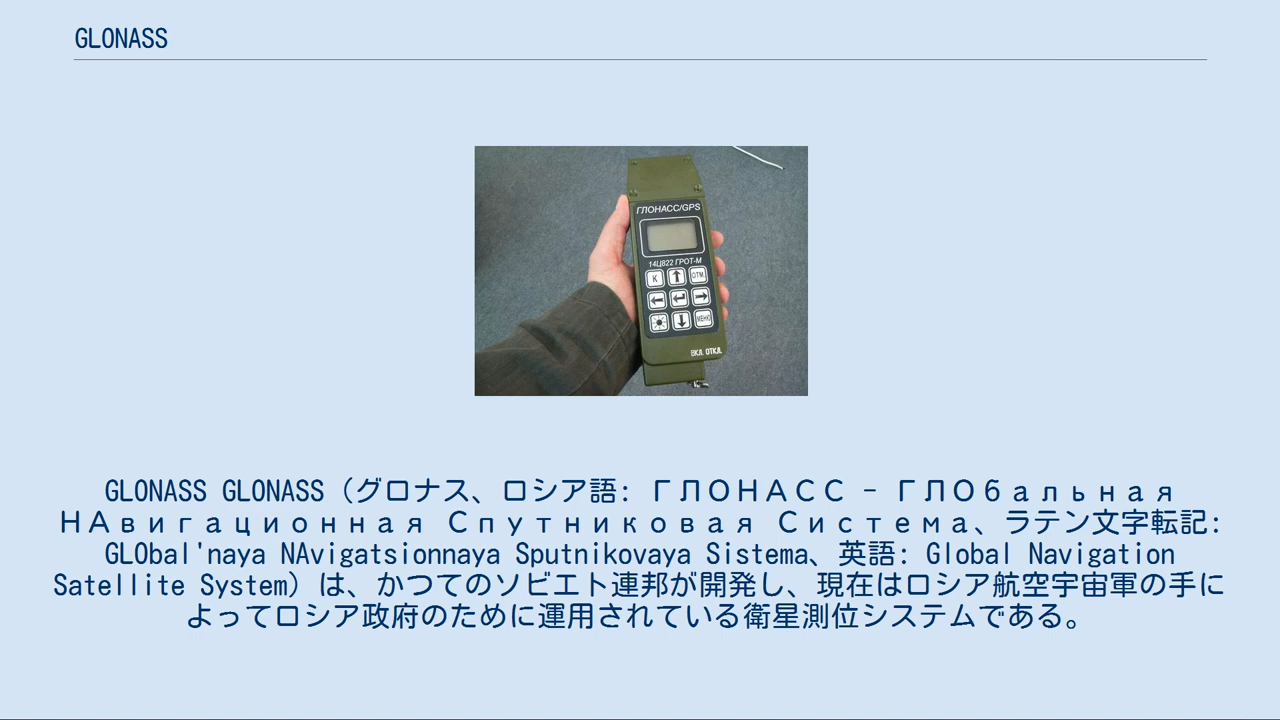 GLONASS
ГЛОНАСС/GPS
14Ц822 ГРОТ-М
К
ОТМ
МЕНЮ
ВКЛ. ОТКЛ.
GLONASS GLONASS（グロナス、ロシア語: ГЛОНАСС – ГЛОбальная
НАвигационная Спутниковая Система、ラテン文字転記:
GLObal'naya NAvigatsionnaya Sputnikovaya Sistema、英語: Global Navigation
Satellite System）は、かつてのソビエト連邦が開発し、現在はロシア航空宇宙軍の手に
よってロシア政府のために運用されている衛星測位システムである。